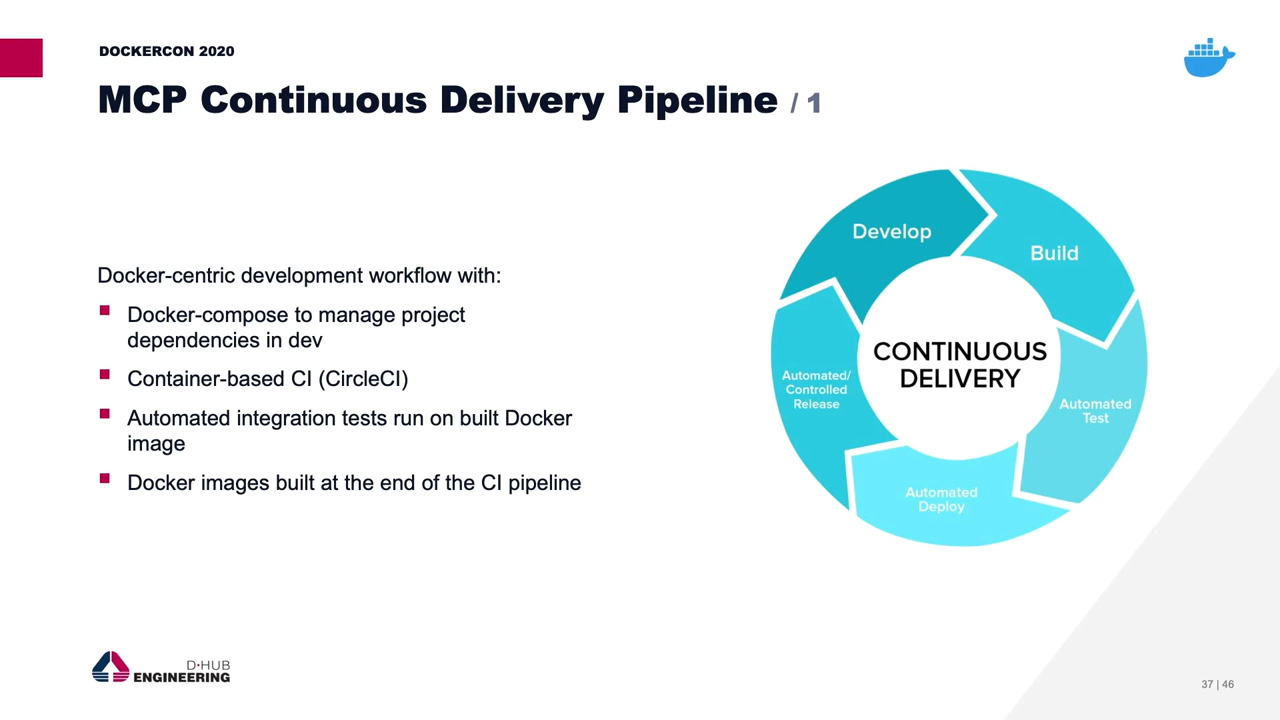 DOCKERCON 2020
MCP Continuous Delivery Pipeline / 1
Docker-centric development workflow with:
Docker-compose to manage project
dependencies in dev
Container-based CI (CircleCI)
Automated integration tests run on built Docker
image
Docker images built at the end of the CI pipeline
Develop
Build
Automated
Test
Automated
Deploy
Automated/
Controlled
Release
CONTINUOUS
DELIVERY
D•HUB
ENGINEERING
37 | 46